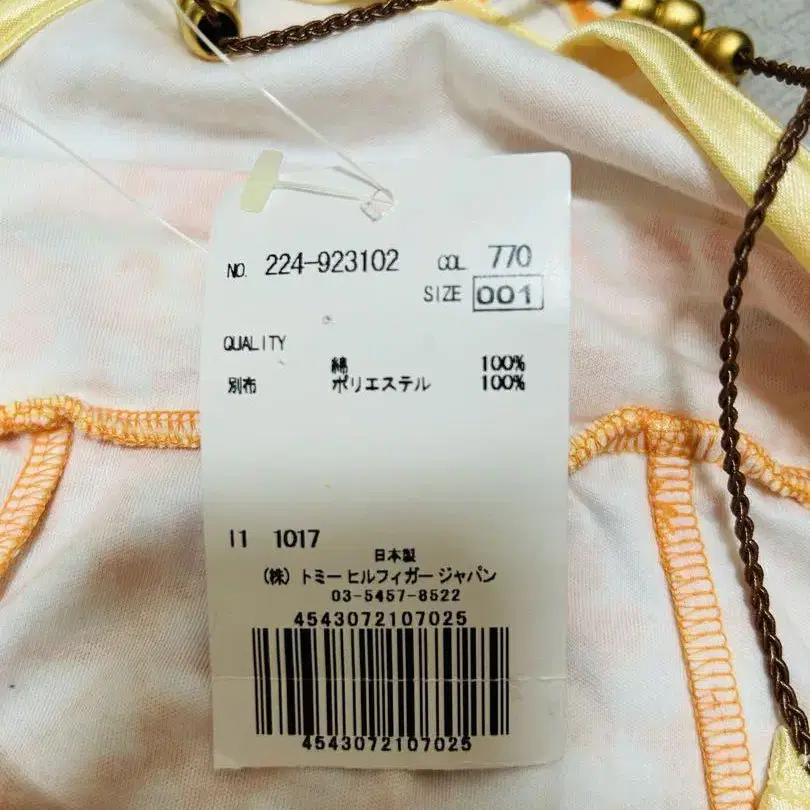 NO. 224-923102 COL 770
SIZE 001
QUALITY
綿 100%
別布 ポリエステル 100%
I1 1017
日本製
(株) トミー ヒルフィガー ジャパン
03-5457-8522
4543072107025
4543072107025